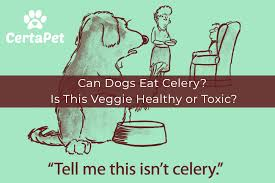 CertaPet
Can Dogs Eat Celery?
Is This Veggie Healthy or Toxic?
“Tell me this isn’t celery.”